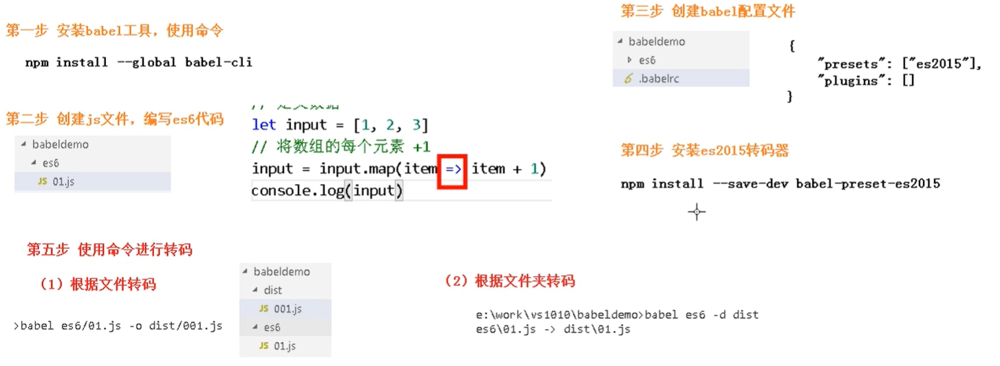 第一步 安装babel工具，使用命令
npm install --global babel-cli
第二步 创建js文件，编写es6代码
babeldemo
es6
JS 01.js
// 定义数据
let input = [1, 2, 3]
// 将数组的每个元素 +1
input = input.map(item => item + 1)
console.log(input)
第三步 创建babel配置文件
babeldemo
es6
.babelrc
{
"presets": ["es2015"],
"plugins": []
}
第四步 安装es2015转码器
npm install --save-dev babel-preset-es2015
第五步 使用命令进行转码
（1）根据文件转码
>babel es6/01.js -o dist/001.js
babeldemo
dist
JS 001.js
es6
JS 01.js
（2）根据文件夹转码
e:\work\vs1010\babeldemo>babel es6 -d dist
es6\01.js -> dist\01.js